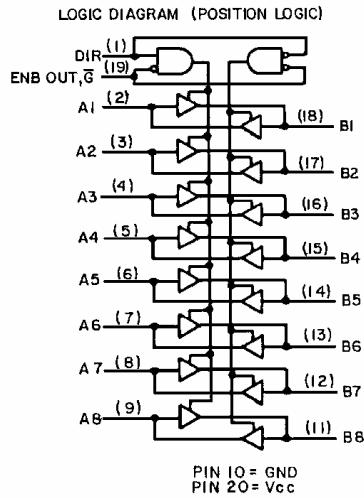 LOGIC DIAGRAM (POSITION LOGIC)
DIR (1)
ENB OUT, G̅ (19)
A1 (2) (18) B1
A2 (3) (17) B2
A3 (4) (16) B3
A4 (5) (15) B4
A5 (6) (14) B5
A6 (7) (13) B6
A7 (8) (12) B7
A8 (9) (11) B8
PIN 10 = GND
PIN 20 = Vcc